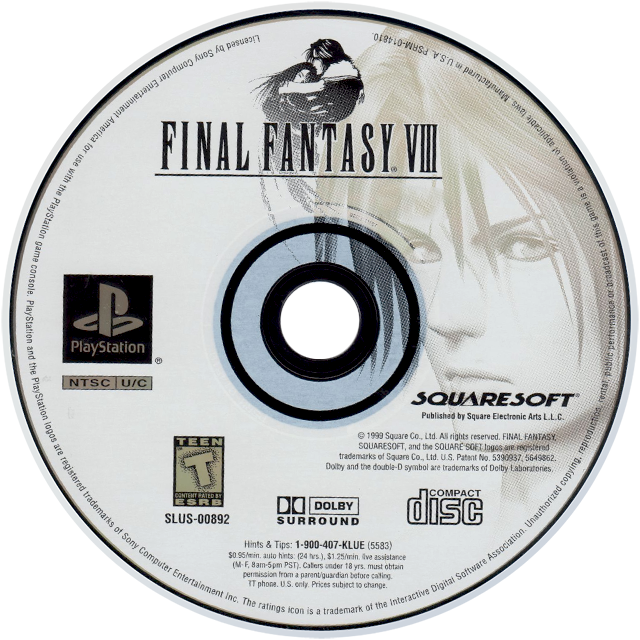 FINAL FANTASY® VIII
PlayStation®
NTSC U/C
SQUARESOFT®
Published by Square Electronic Arts L.L.C.
© 1999 Square Co., Ltd. All rights reserved. FINAL FANTASY,
SQUARESOFT, and the SQUARE SOFT logos are registered
trademarks of Square Co., Ltd. U.S. Patent No. 5390937, 5649862.
Dolby and the double-D symbol are trademarks of Dolby Laboratories.
TEEN
T
CONTENT RATED BY
ESRB
SLUS-00892
DOLBY
SURROUND
COMPACT
disc
Hints & Tips: 1-900-407-KLUE (5583)
$0.95/min. auto hints: (24 hrs.), $1.25/min. live assistance
(M-F, 8am-5pm PST). Callers under 18 yrs. must obtain
permission from a parent/guardian before calling.
TT phone. U.S. only. Prices subject to change.
Licensed by Sony Computer Entertainment America for use with the PlayStation game console. PlayStation and the PlayStation logos are registered trademarks of Sony Computer Entertainment Inc. The ratings icon is a trademark of the Interactive Digital Software Association. Unauthorized copying, reproduction, rental, public performance or broadcast of this game is a violation of applicable laws. Manufactured in U.S.A. PSRM-014810.